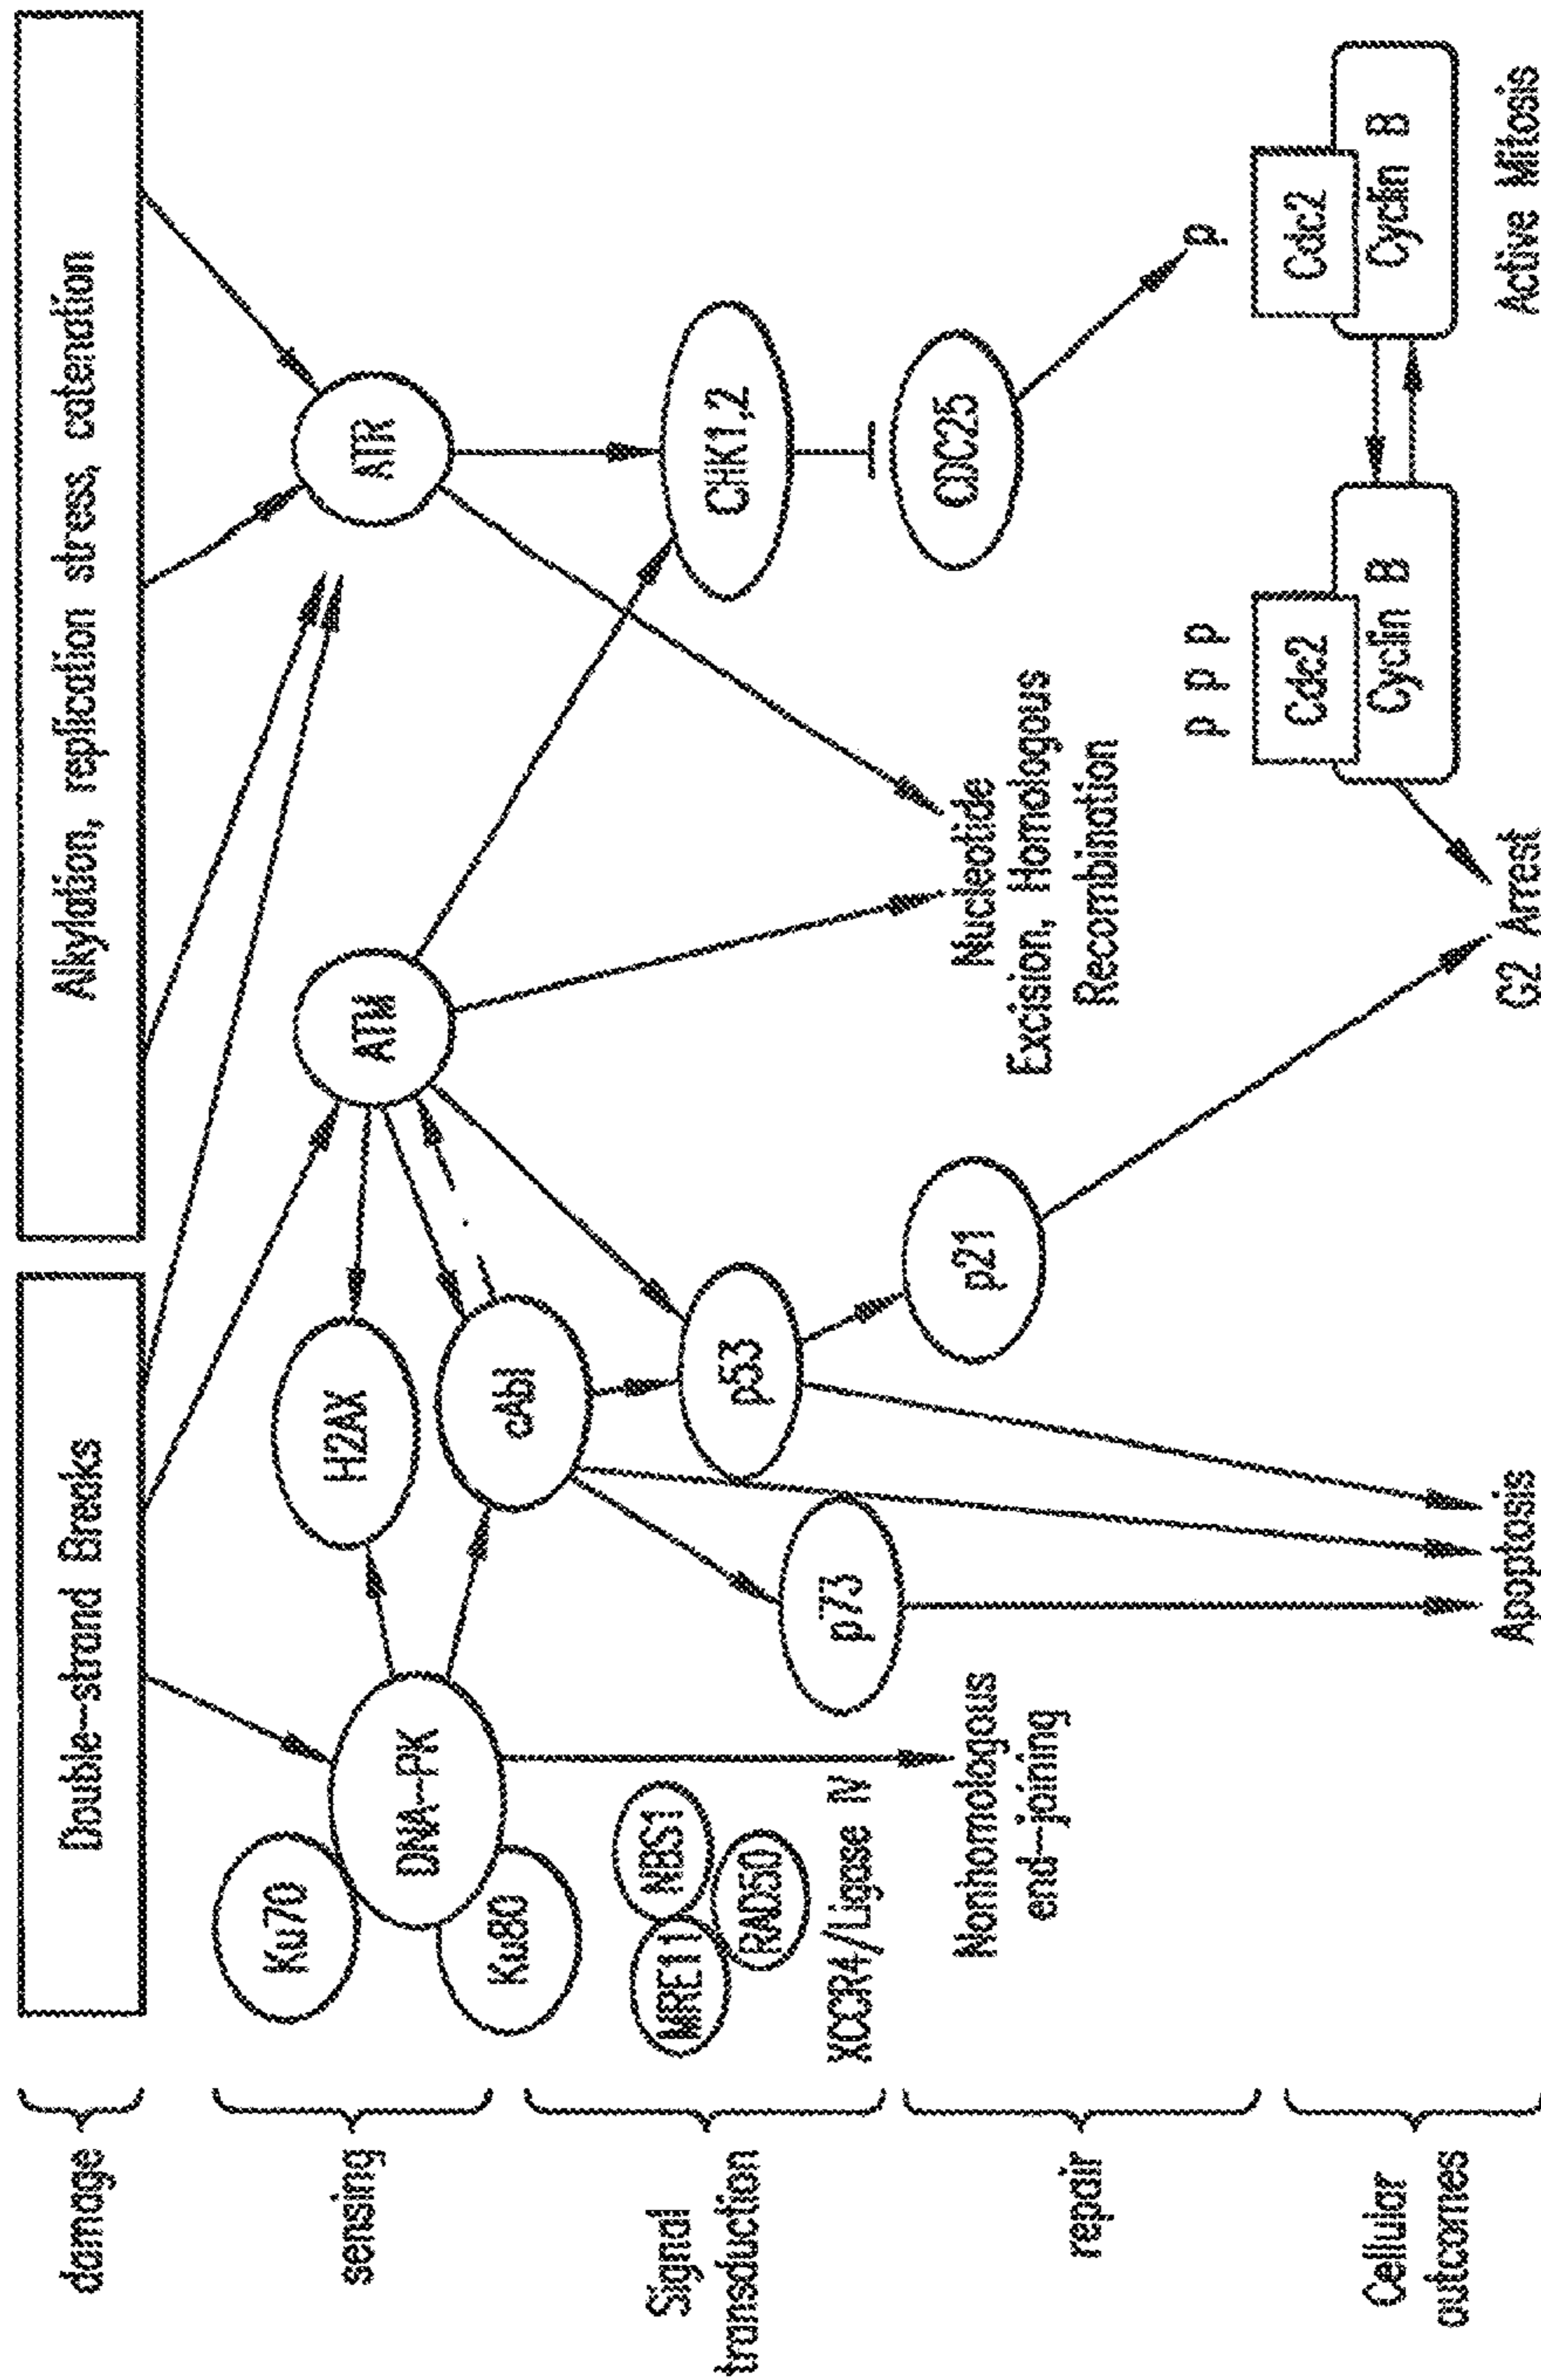 damage
Double-strand Breaks
Alkylation, replication stress, catenation
sensing
Ku70
DNA-PK
Ku80
H2AX
cAbl
ATM
ATR
Signal
transduction
MRE11
NBS1
RAD50
XCCR4/Ligase IV
p73
p53
CHK1,2
repair
Nonhomologous
end-joining
p21
Nucleotide
Excision, Homologous
Recombination
CDC25
Cellular
outcomes
p p p
Cdc2
Cyclin B
p
Cdc2
Cyclin B
Apoptosis
G2 Arrest
Active Mitosis